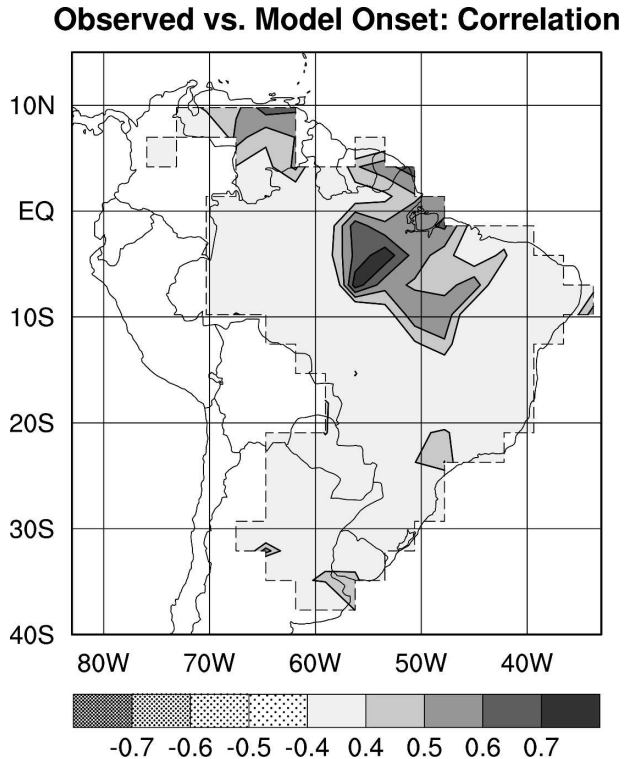 Observed vs. Model Onset: Correlation
10N
EQ
10S
20S
30S
40S
80W 70W 60W 50W 40W
-0.7 -0.6 -0.5 -0.4 0.4 0.5 0.6 0.7